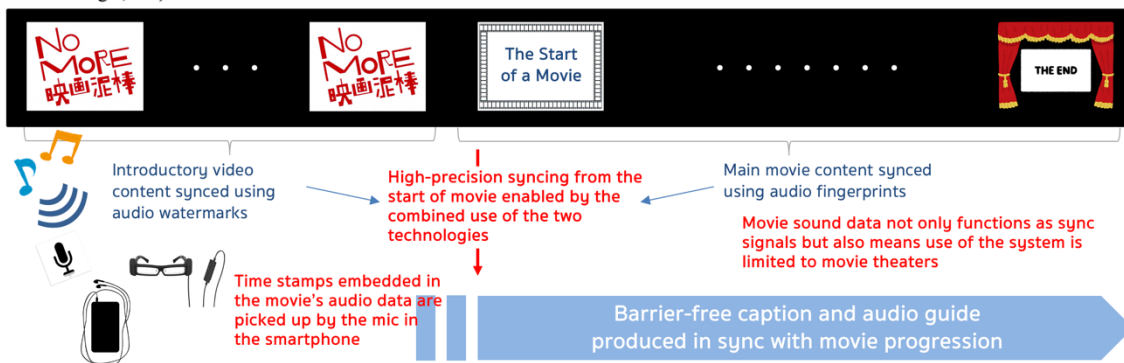 NO
MORE
映画泥棒
NO
MORE
映画泥棒
The Start
of a Movie
THE END
Introductory video
content synced using
audio watermarks
High-precision syncing from the
start of movie enabled by the
combined use of the two
technologies
Main movie content synced
using audio fingerprints
Movie sound data not only functions as sync
signals but also means use of the system is
limited to movie theaters
Time stamps embedded in
the movie's audio data are
picked up by the mic in
the smartphone
Barrier-free caption and audio guide
produced in sync with movie progression